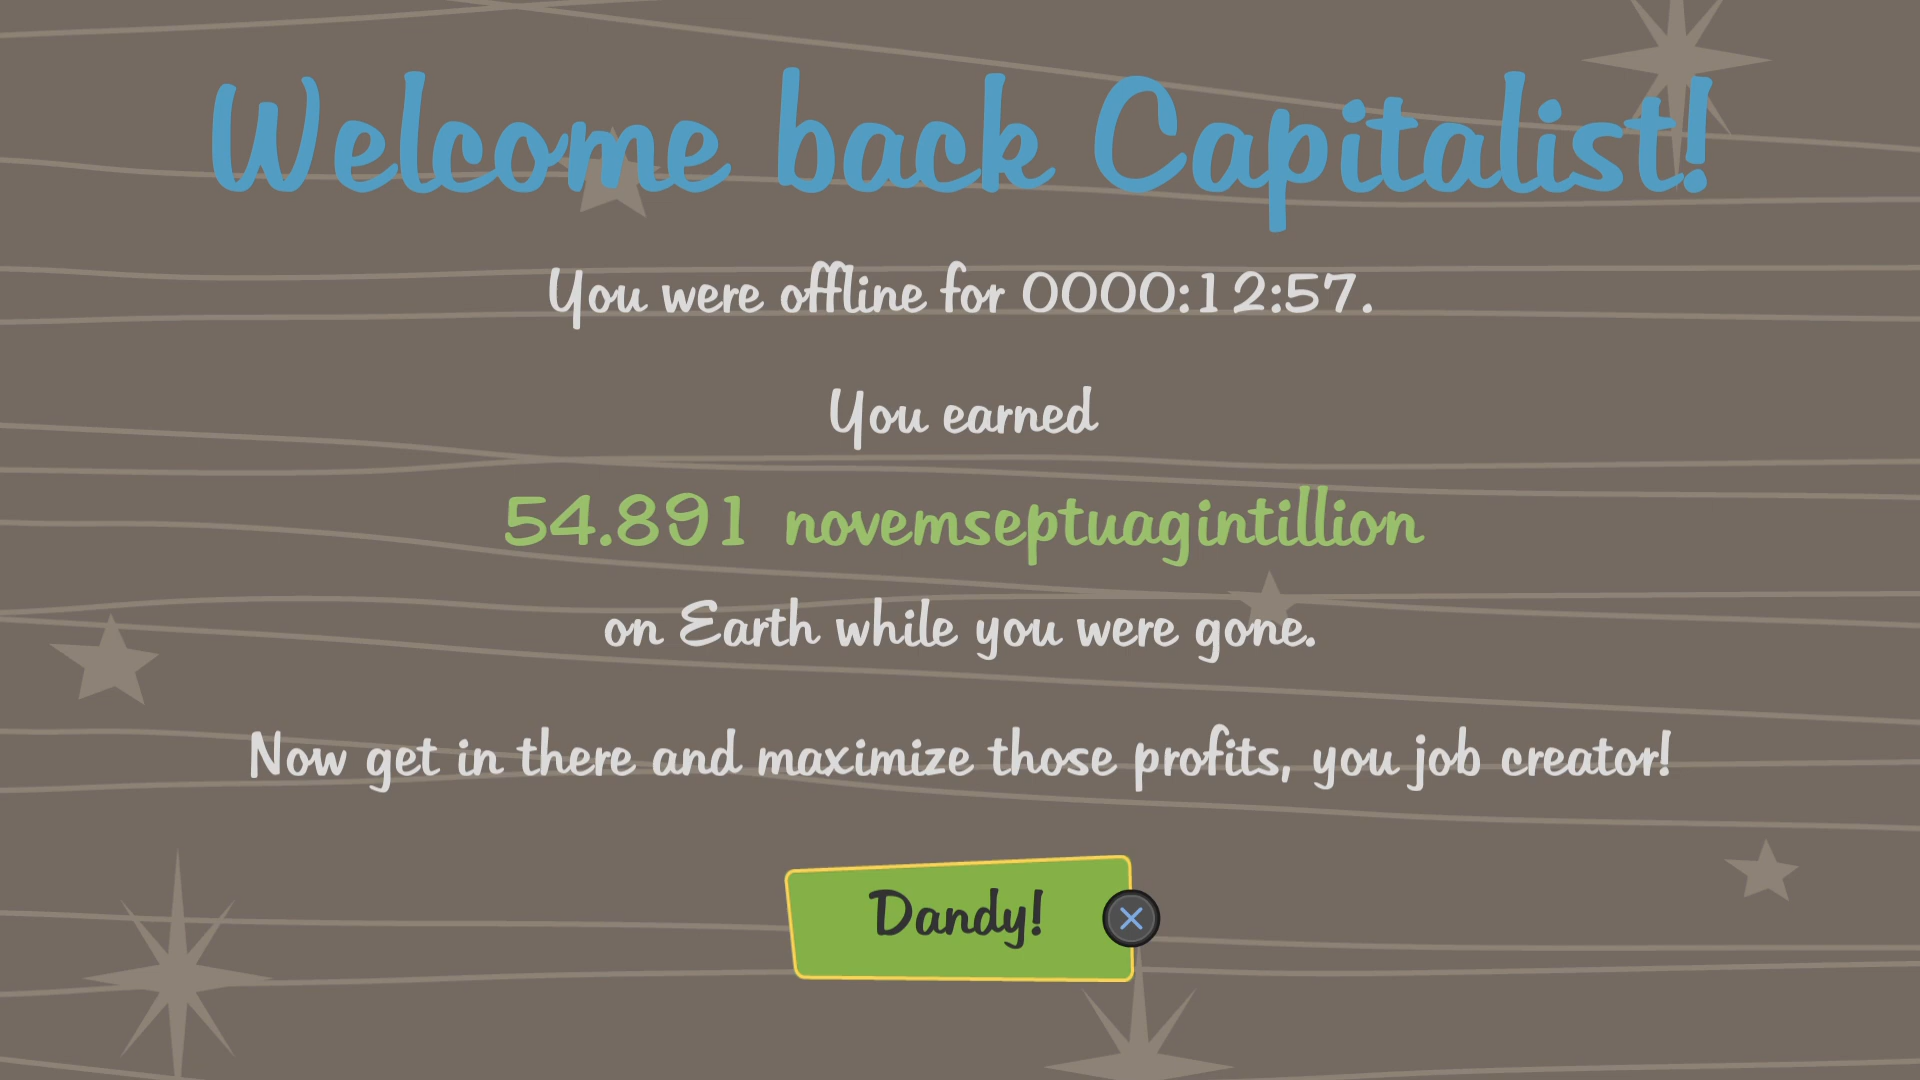 Welcome back Capitalist!
You were offline for 0000:12:57.
You earned
54.891 novemseptuagintillion
on Earth while you were gone.
Now get in there and maximize those profits, you job creator!
Dandy!